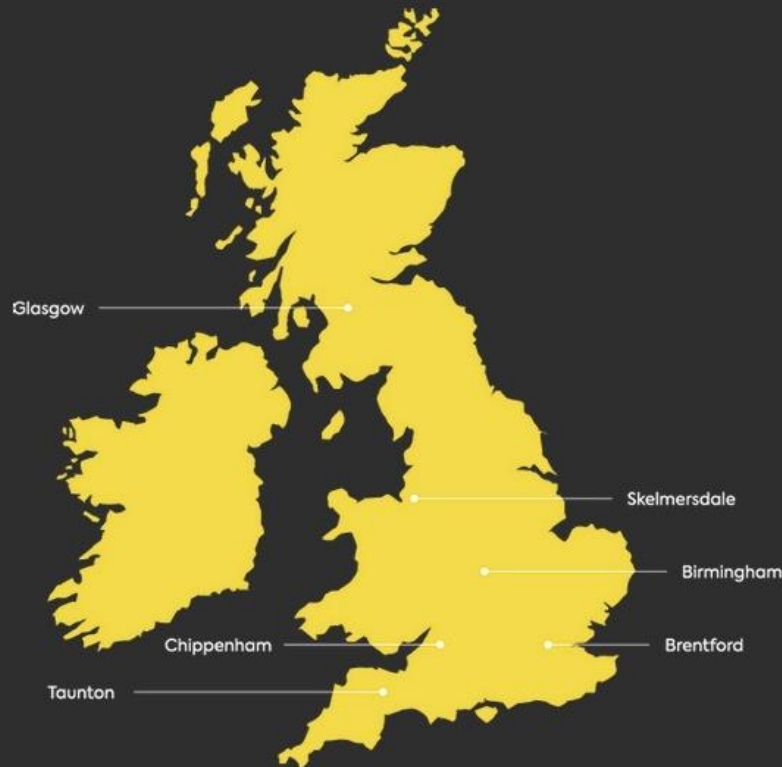 Glasgow
Skelmersdale
Birmingham
Chippenham
Brentford
Taunton